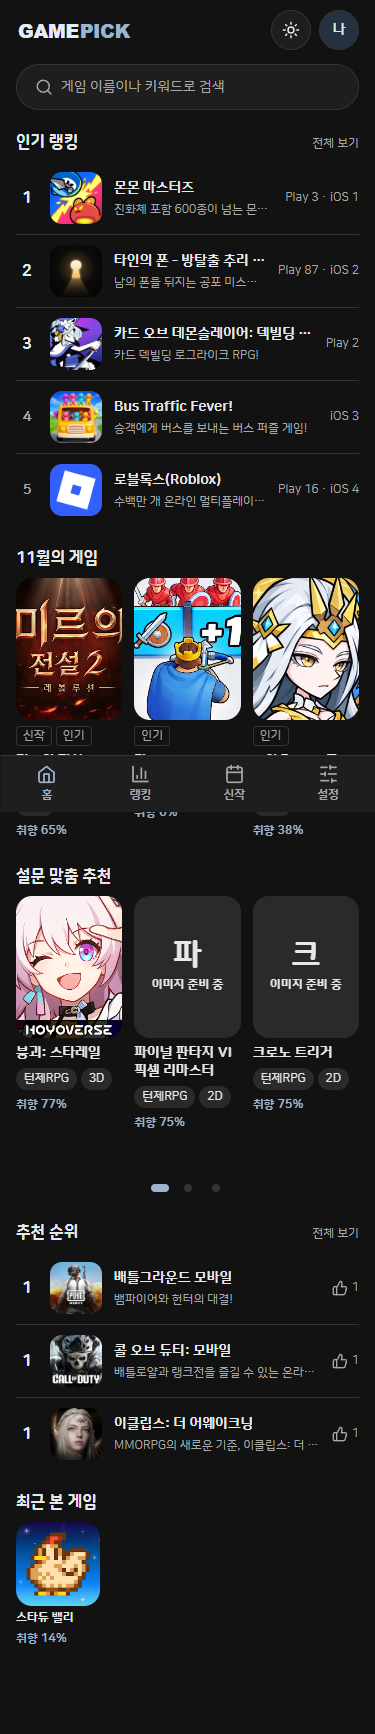 GAMEPICK
나
게임 이름이나 키워드로 검색
인기 랭킹
전체 보기
1
몬몬 마스터즈
진화체 포함 600종이 넘는 몬…
Play 3 · iOS 1
2
타인의 폰 - 방탈출 추리 …
남의 폰을 뒤지는 공포 미스…
Play 87 · iOS 2
3
카드 오브 데몬슬레이어: 덱빌딩 …
카드 덱빌딩 로그라이크 RPG!
Play 2
4
Bus Traffic Fever!
승객에게 버스를 보내는 버스 퍼즐 게임!
iOS 3
5
로블록스(Roblox)
수백만 개 온라인 멀티플레이…
Play 16 · iOS 4
11월의 게임
미르의
전설2
레볼루션
+1
신작
인기
인기
인기
홈
랭킹
신작
설정
취향 65%
취향 38%
설문 맞춤 추천
HOYOVERSE
파
이미지 준비 중
크
이미지 준비 중
붕괴: 스타레일
턴제RPG
3D
취향 77%
파이널 판타지 VI
픽셀 리마스터
턴제RPG
2D
취향 75%
크로노 트리거
턴제RPG
2D
취향 75%
추천 순위
전체 보기
1
PUBG
배틀그라운드 모바일
뱀파이어와 헌터의 대결!
1
1
CALL OF DUTY
콜 오브 듀티: 모바일
배틀로얄과 랭크전을 즐길 수 있는 온라…
1
1
이클립스: 더 어웨이크닝
MMORPG의 새로운 기준, 이클립스: 더 …
1
최근 본 게임
스타듀 밸리
취향 14%